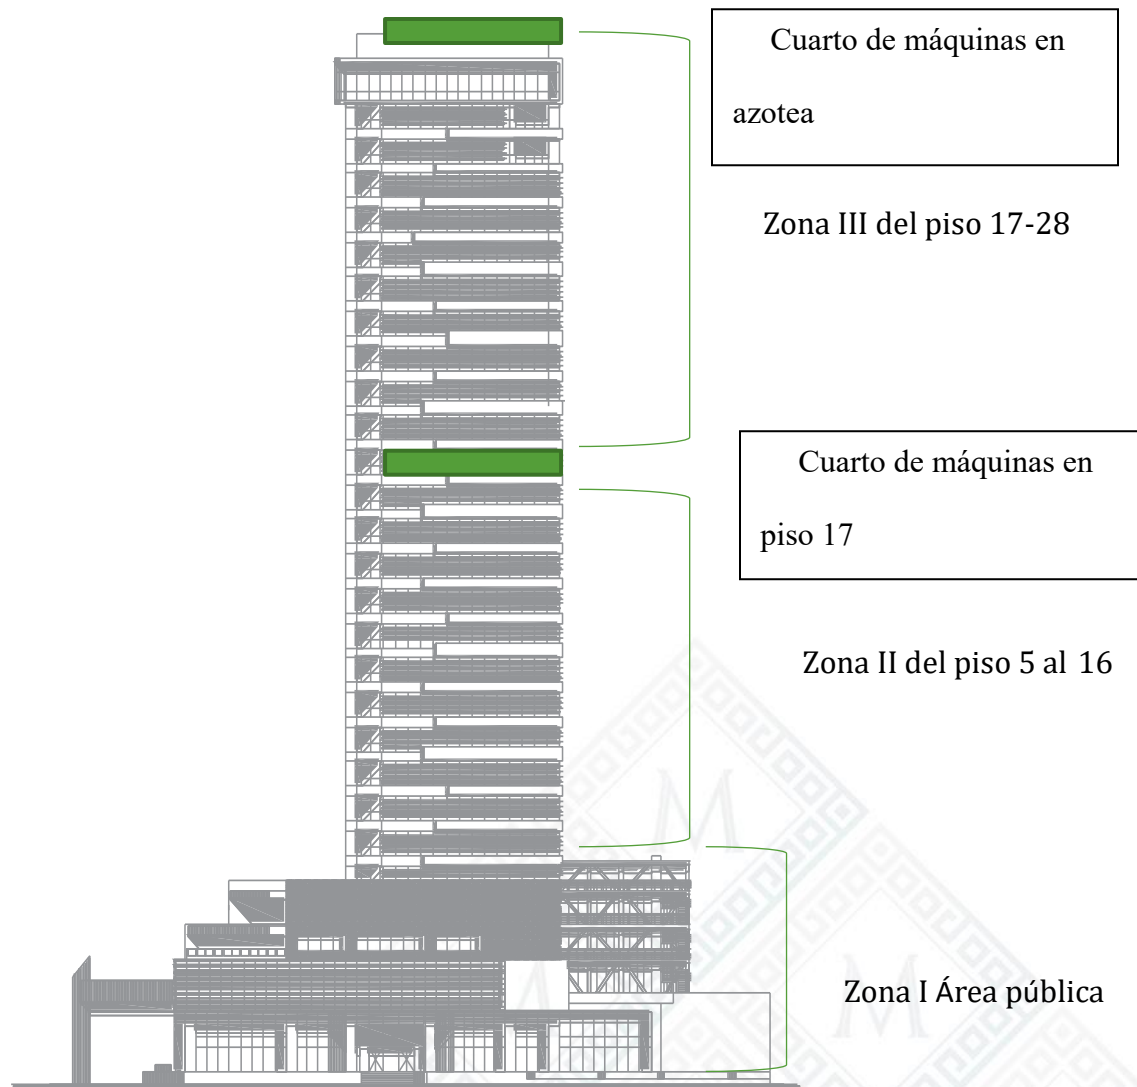 Cuarto de máquinas en
azotea
Zona III del piso 17-28
Cuarto de máquinas en
piso 17
Zona II del piso 5 al 16
Zona I Área pública
M
M